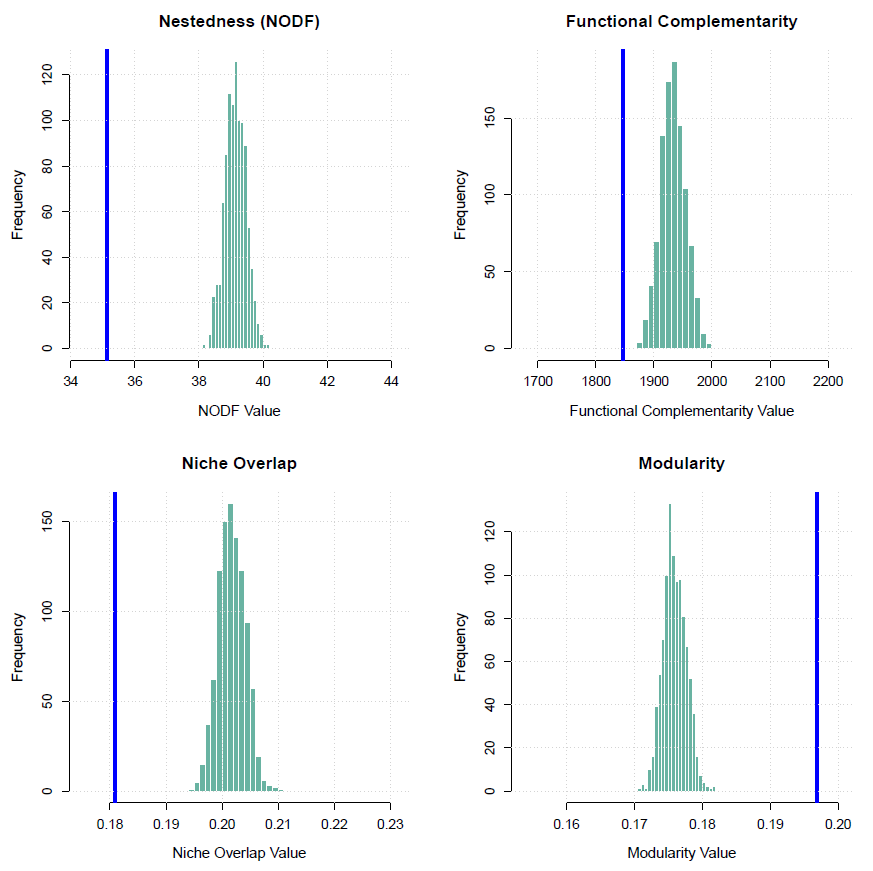 Nestedness (NODF)
Frequency
0 20 40 60 80 100 120
34 36 38 40 42 44
NODF Value
Functional Complementarity
Frequency
0 50 100 150
1700 1800 1900 2000 2100 2200
Functional Complementarity Value
Niche Overlap
Frequency
0 50 100 150
0.18 0.19 0.20 0.21 0.22 0.23
Niche Overlap Value
Modularity
Frequency
0 20 40 60 80 100 120
0.16 0.17 0.18 0.19 0.20
Modularity Value